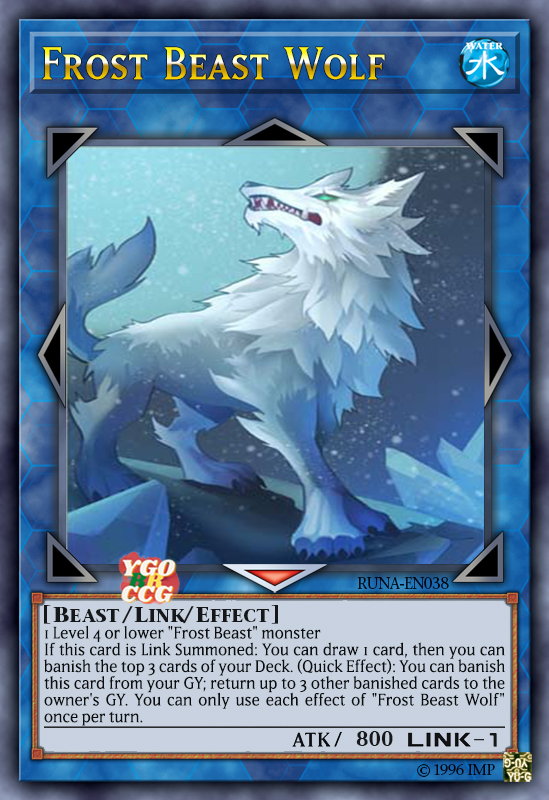 Frost Beast Wolf
WATER
水
YGO
CCG
RUNA-EN038
[Beast/Link/Effect]
1 Level 4 or lower "Frost Beast" monster
If this card is Link Summoned: You can draw 1 card, then you can
banish the top 3 cards of your Deck. (Quick Effect): You can banish
this card from your GY; return up to 3 other banished cards to the
owner's GY. You can only use each effect of "Frost Beast Wolf"
once per turn.
ATK/ 800 LINK-1
©1996 IMP